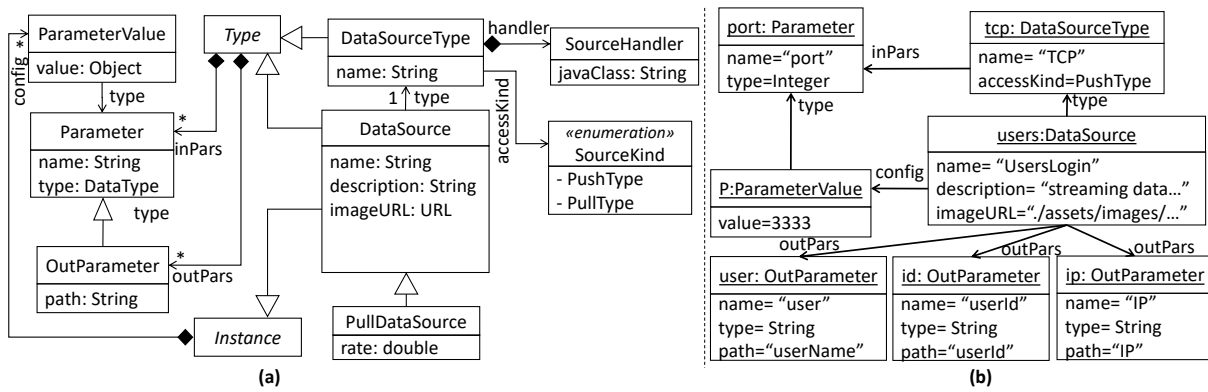 ParameterValue
value: Object
config
*
type
Parameter
name: String
type: DataType
type
OutParameter
path: String
Type
*
inPars
*
outPars
Instance
DataSourceType
name: String
handler
SourceHandler
javaClass: String
1
type
accessKind
DataSource
name: String
description: String
imageURL: URL
«enumeration»
SourceKind
- PushType
- PullType
PullDataSource
rate: double
(a)
port: Parameter
name=“port”
type=Integer
inPars
tcp: DataSourceType
name= “TCP”
accessKind=PushType
type
type
users:DataSource
name= “UsersLogin”
description= “streaming data...”
imageURL=“./assets/images/...”
config
P:ParameterValue
value=3333
outPars
outPars
outPars
user: OutParameter
name= “user”
type= String
path=“userName”
id: OutParameter
name= “userId”
type= String
path=“userId”
ip: OutParameter
name= “IP”
type= String
path=“IP”
(b)